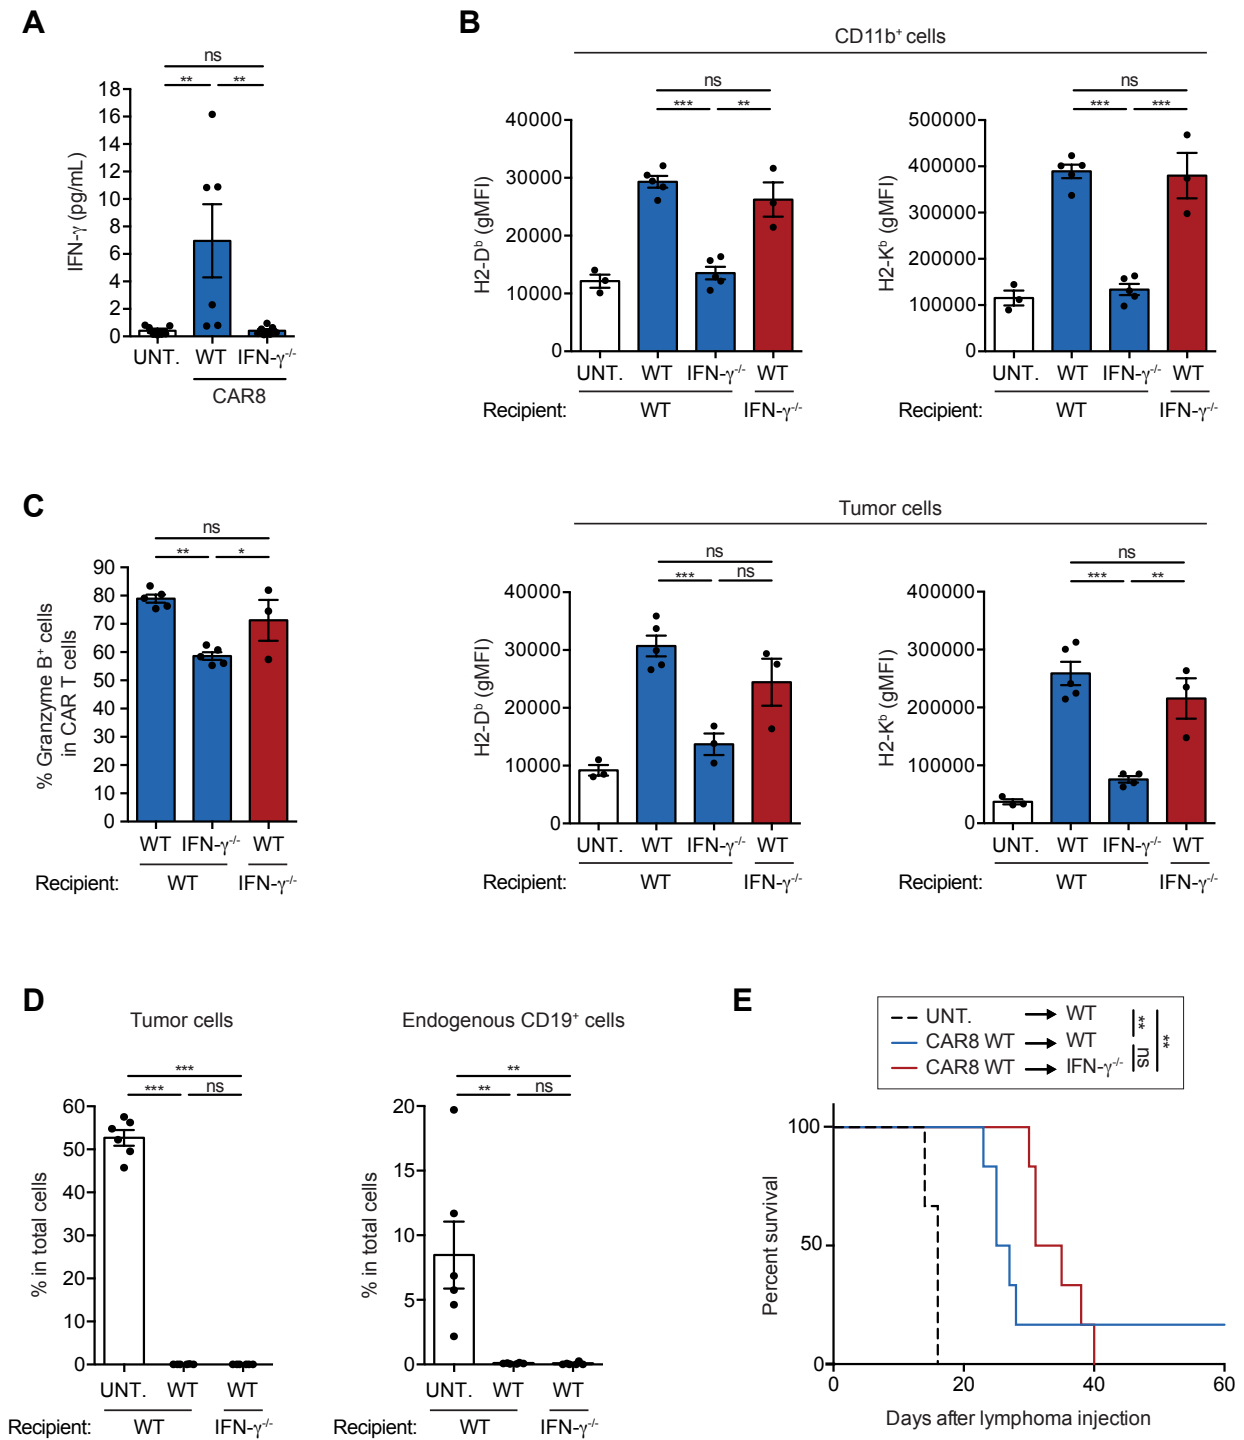 A
ns
** **
IFN-γ (pg/mL)
18
16
14
12
10
8
6
4
2
0
UNT. WT IFN-γ-/-
CAR8
B
CD11b+ cells
ns
*** **
H2-Db (gMFI)
40000
30000
20000
10000
0
UNT. WT IFN-γ-/- WT
Recipient: WT IFN-γ-/-
ns
*** ***
H2-Kb (gMFI)
500000
400000
300000
200000
100000
0
UNT. WT IFN-γ-/- WT
Recipient: WT IFN-γ-/-
C
ns
** *
% Granzyme B+ cells
in CAR T cells
90
80
70
60
50
40
30
20
10
0
WT IFN-γ-/- WT
Recipient: WT IFN-γ-/-
Tumor cells
ns
*** ns
H2-Db (gMFI)
40000
30000
20000
10000
0
UNT. WT IFN-γ-/- WT
Recipient: WT IFN-γ-/-
ns
*** **
H2-Kb (gMFI)
400000
300000
200000
100000
0
UNT. WT IFN-γ-/- WT
Recipient: WT IFN-γ-/-
D
Tumor cells
***
*** ns
% in total cells
60
50
40
30
20
10
0
UNT. WT WT
Recipient: WT IFN-γ-/-
Endogenous CD19+ cells
**
** ns
% in total cells
20
15
10
5
0
UNT. WT WT
Recipient: WT IFN-γ-/-
E
UNT. → WT
CAR8 WT → WT
CAR8 WT → IFN-γ-/-
** ns
**
Percent survival
100
50
0
0 20 40 60
Days after lymphoma injection